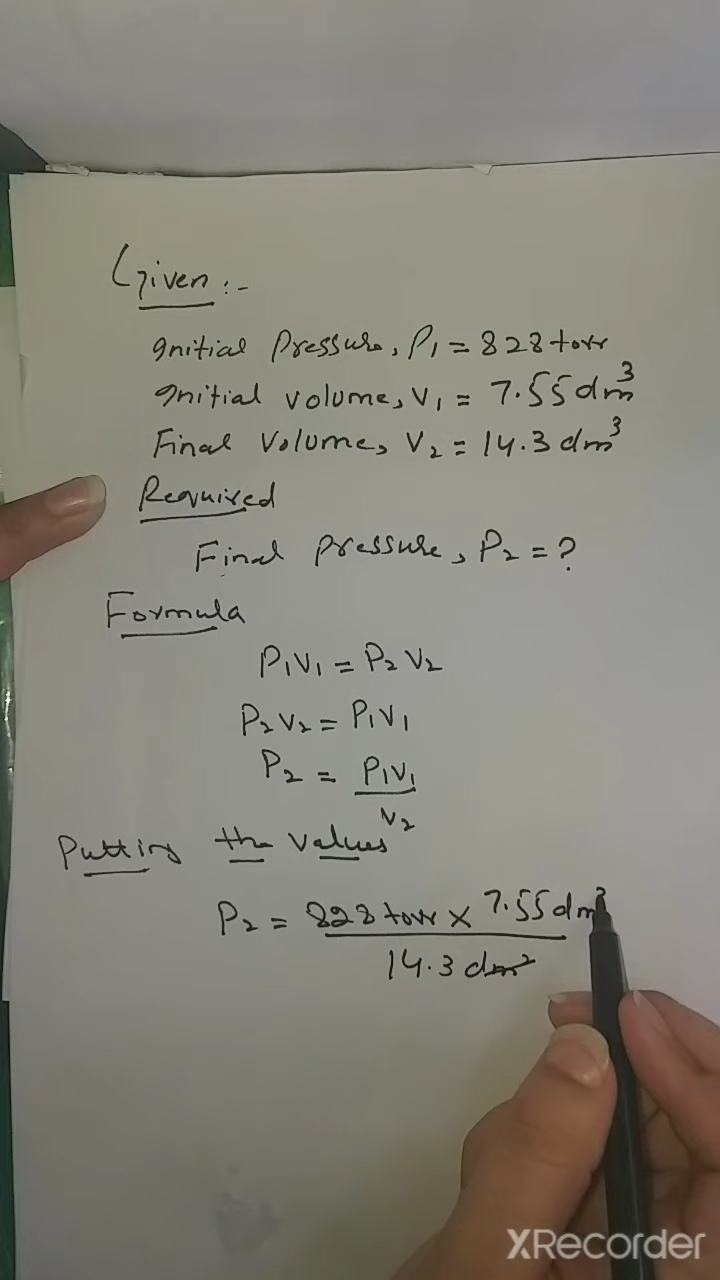 Given :-
Initial Pressure, P₁ = 828 torr
Initial volume, V₁ = 7.55 dm³
Final Volume, V₂ = 14.3 dm³
Required
Final pressure, P₂ = ?
Formula
P₁V₁ = P₂V₂
P₂V₂ = P₁V₁
P₂ = P₁V₁
V₂
Putting the values
P₂ = 828 torr × 7.55 dm³
14.3 dm³
XRecorder